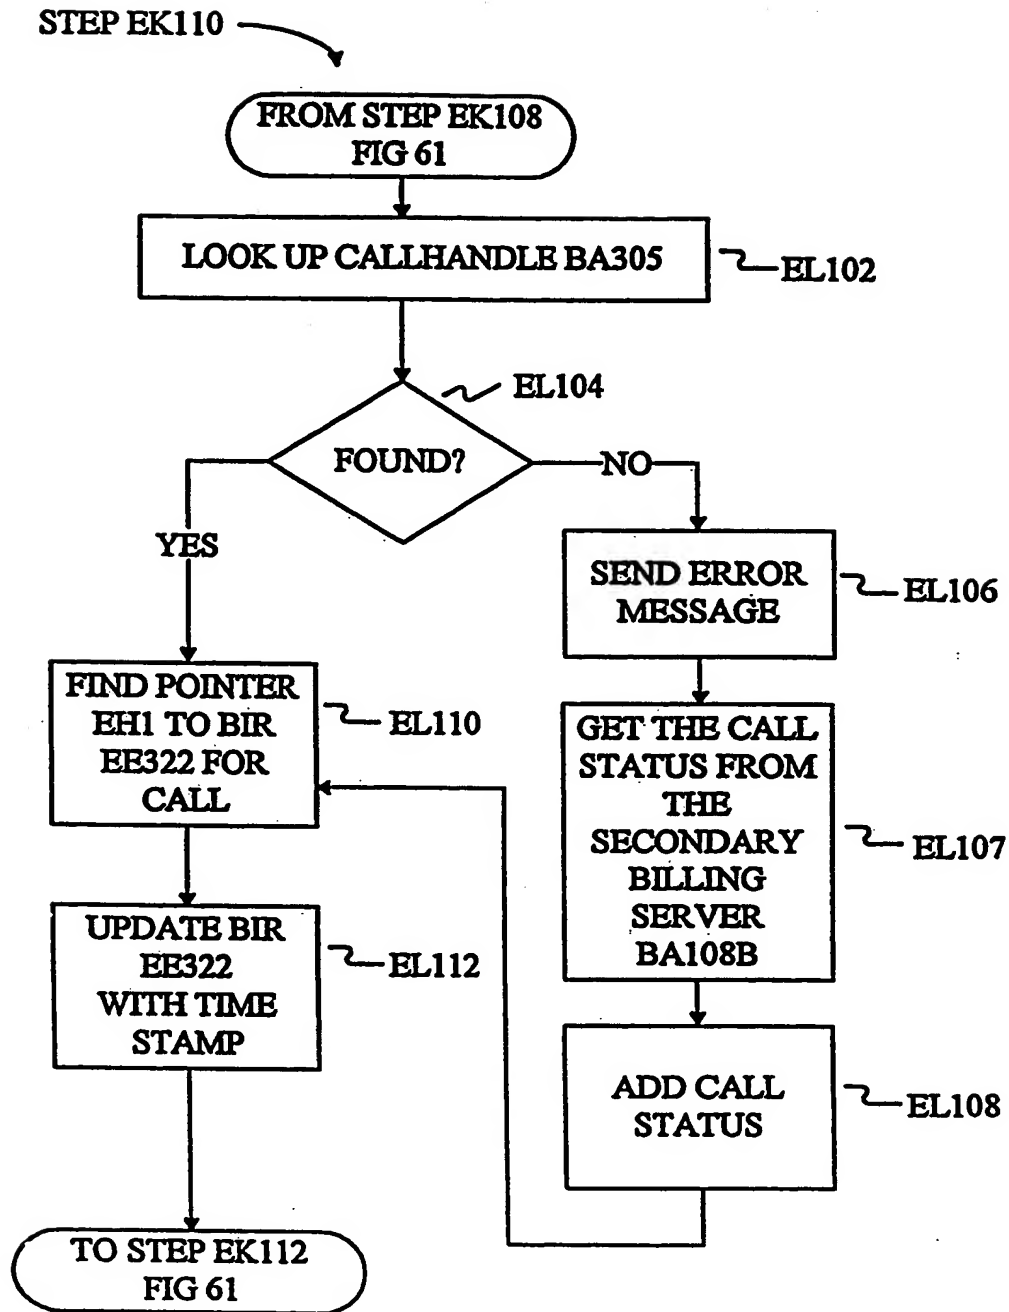 STEP EK110
FROM STEP EK108
FIG 61
LOOK UP CALLHANDLE BA305
EL102
EL104
FOUND?
NO
YES
SEND ERROR
MESSAGE
EL106
FIND POINTER
EH1 TO BIR
EE322 FOR
CALL
EL110
GET THE CALL
STATUS FROM
THE
SECONDARY
BILLING
SERVER
BA108B
EL107
UPDATE BIR
EE322
WITH TIME
STAMP
EL112
ADD CALL
STATUS
EL108
TO STEP EK112
FIG 61